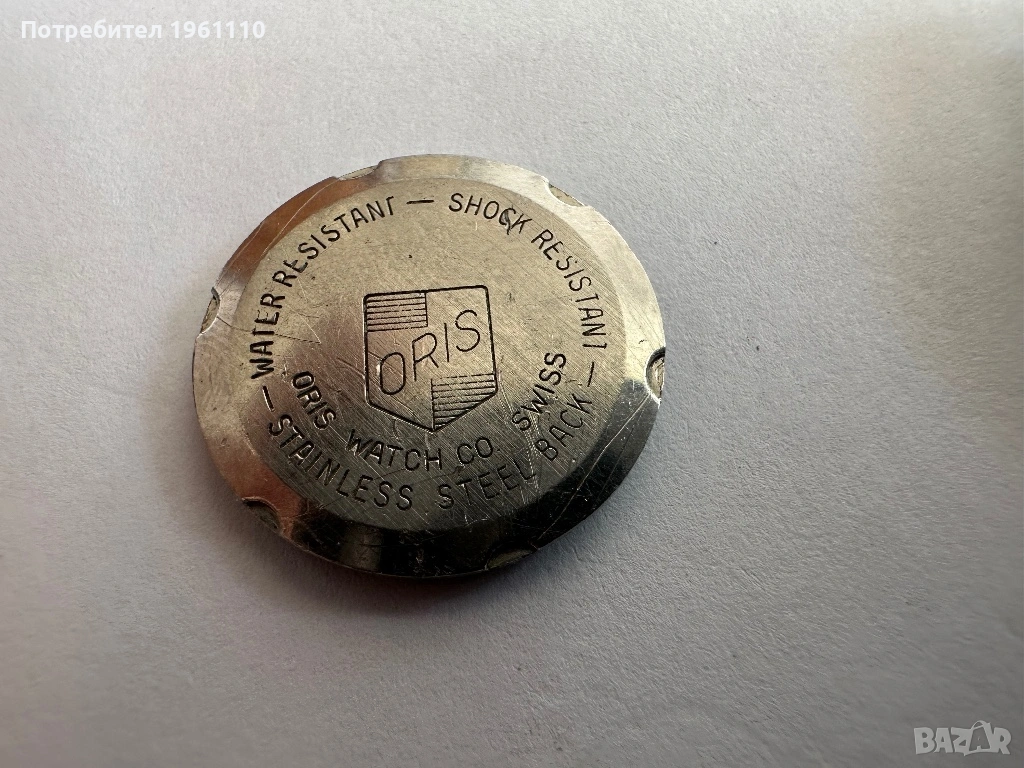 Потребител 1961110
— WATER RESISTANT — SHOCK RESISTANT —
ORIS
ORIS WATCH CO SWISS
STAINLESS STEEL BACK
BAZAR